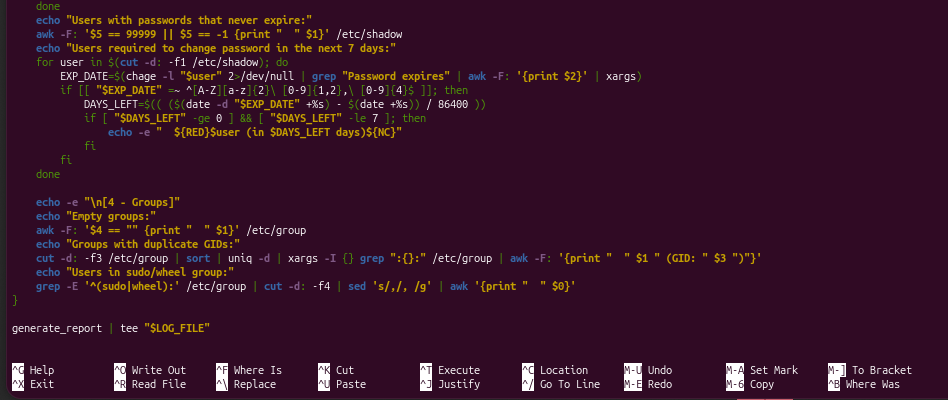 done
echo "Users with passwords that never expire:"
awk -F: '$5 == 99999 || $5 == -1 {print "  " $1}' /etc/shadow
echo "Users required to change password in the next 7 days:"
for user in $(cut -d: -f1 /etc/shadow); do
EXP_DATE=$(chage -l "$user" 2>/dev/null | grep "Password expires" | awk -F: '{print $2}' | xargs)
if [[ "$EXP_DATE" =~ ^[A-Z][a-z]{2}\ [0-9]{1,2},\ [0-9]{4}$ ]]; then
DAYS_LEFT=$(( ($(date -d "$EXP_DATE" +%s) - $(date +%s)) / 86400 ))
if [ "$DAYS_LEFT" -ge 0 ] && [ "$DAYS_LEFT" -le 7 ]; then
echo -e "  ${RED}$user (in $DAYS_LEFT days)${NC}"
fi
fi
done
echo -e "\n[4 - Groups]"
echo "Empty groups:"
awk -F: '$4 == "" {print "  " $1}' /etc/group
echo "Groups with duplicate GIDs:"
cut -d: -f3 /etc/group | sort | uniq -d | xargs -I {} grep ":{}:" /etc/group | awk -F: '{print "  " $1 " (GID: " $3 ")"}'
echo "Users in sudo/wheel group:"
grep -E '^(sudo|wheel):' /etc/group | cut -d: -f4 | sed 's/,/, /g' | awk '{print "  " $0}'
}
generate_report | tee "$LOG_FILE"
^G Help ^O Write Out ^F Where Is ^K Cut ^T Execute ^C Location M-U Undo M-A Set Mark M-] To Bracket
^X Exit ^R Read File ^\ Replace ^U Paste ^J Justify ^/ Go To Line M-E Redo M-6 Copy ^B Where Was